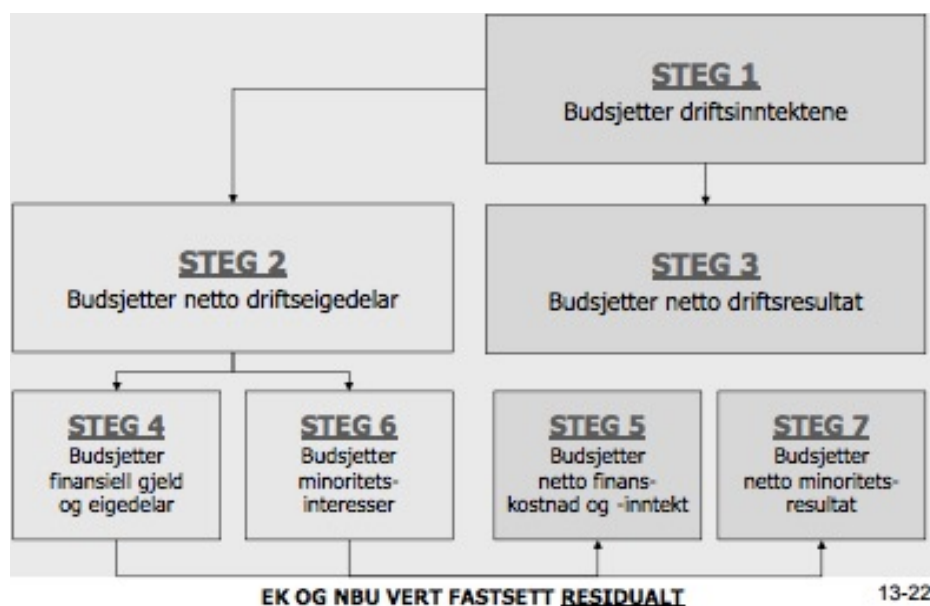 STEG 1
Budsjetter driftsinntektene
STEG 2
Budsjetter netto driftseigedelar
STEG 3
Budsjetter netto driftsresultat
STEG 4
Budsjetter
finansiell gjeld
og eigedelar
STEG 6
Budsjetter
minoritets-
interesser
STEG 5
Budsjetter
netto finans-
kostnad og -inntekt
STEG 7
Budsjetter
netto minoritets-
resultat
EK OG NBU VERT FASTSETT RESIDUALT
13-22